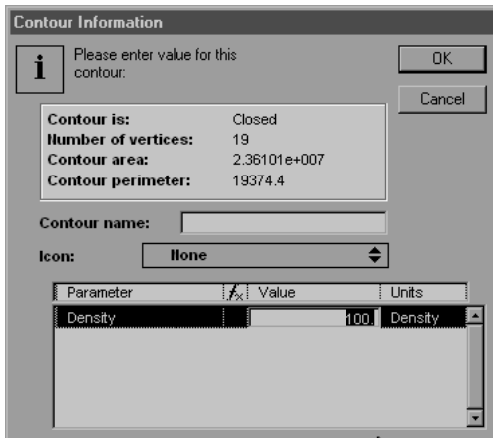 Contour Information
i
Please enter value for this
contour:
OK
Cancel
Contour is: Closed
Number of vertices: 19
Contour area: 2.36101e+007
Contour perimeter: 19374.4
Contour name:
Icon: None
Parameter fx Value Units
Density 100. Density